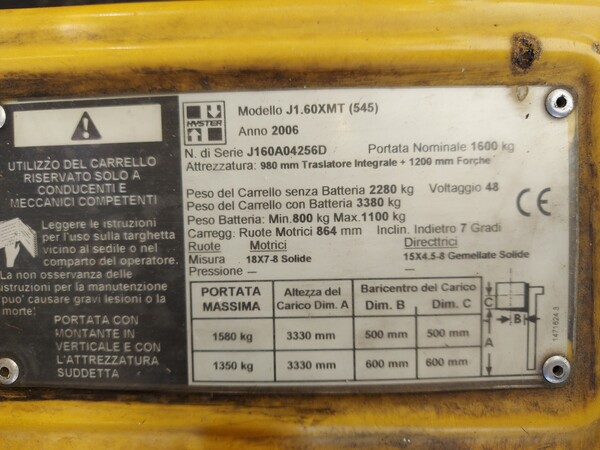 UTILIZZO DEL CARRELLO
RISERVATO SOLO A
CONDUCENTI E
MECCANICI COMPETENTI
Leggere le istruzioni
per l'uso sulla targhetta
vicino al sedile o nel
comparto del operatore.
La non osservanza delle
instruzioni per la manutenzione
puo' causare gravi lesioni o la
morte.
PORTATA CON
MONTANTE IN
VERTICALE E CON
L'ATTREZZATURA
SUDDETTA
HYSTER
Modello J1.60XMT (545)
Anno 2006
N. di Serie J160A04256D Portata Nominale 1600 kg
Attrezzatura: 980 mm Traslatore Integrale + 1200 mm Forche
Peso del Carrello senza Batteria 2280 kg Voltaggio 48
Peso del Carrello con Batteria 3380 kg
Peso Batteria: Min.800 kg Max.1100 kg
Carregg: Ruote Motrici 864 mm Inclin. Indietro 7 Gradi
Ruote Motrici Directtrici
Misura 18X7-8 Solide 15X4.5-8 Gemellate Solide
Pressione — —
CE
PORTATA MASSIMA Altezza del Carico Dim. A Baricentro del Carico
Dim. B Dim. C
1580 kg 3330 mm 500 mm 500 mm
1350 kg 3330 mm 600 mm 600 mm
C
B
A
1471624.5